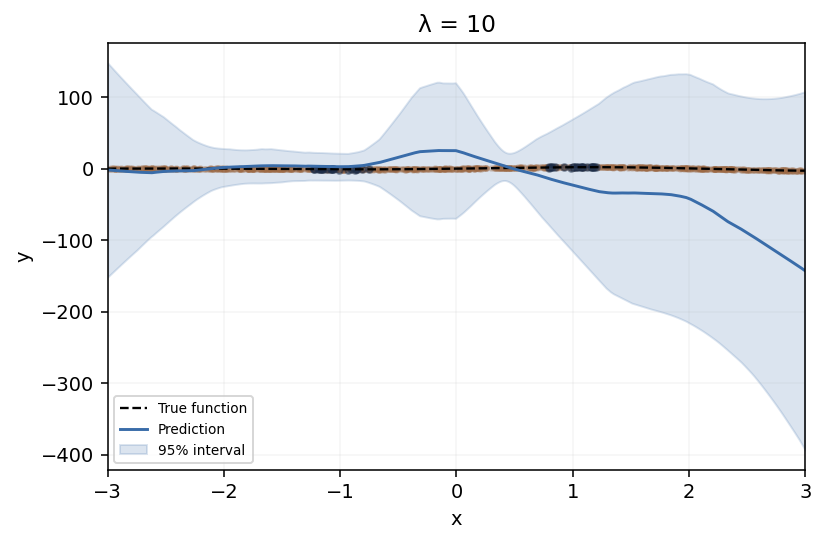 λ = 10
100
0
−100
−200
−300
−400
y
True function
Prediction
95% interval
−3
−2
−1
0
1
2
3
x